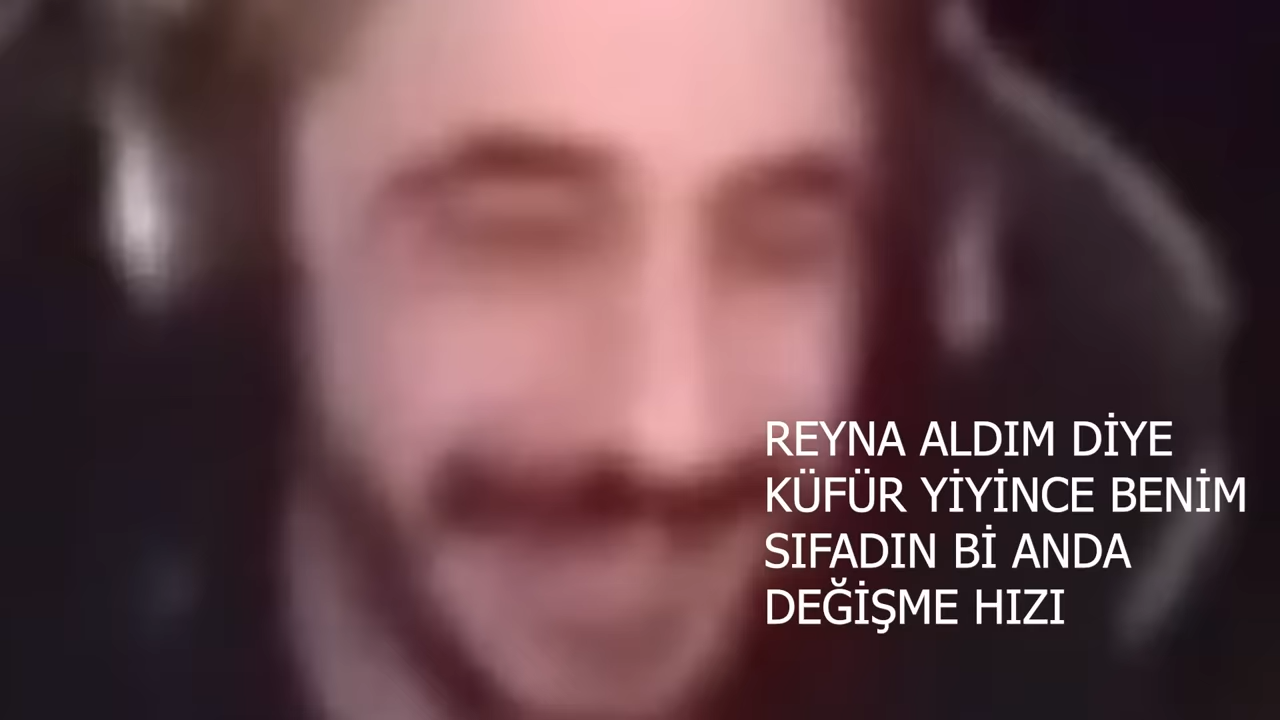 REYNA ALDIM DİYE
KÜFÜR YİYİNCE BENİM
SIFADIN Bİ ANDA
DEĞİŞME HIZI